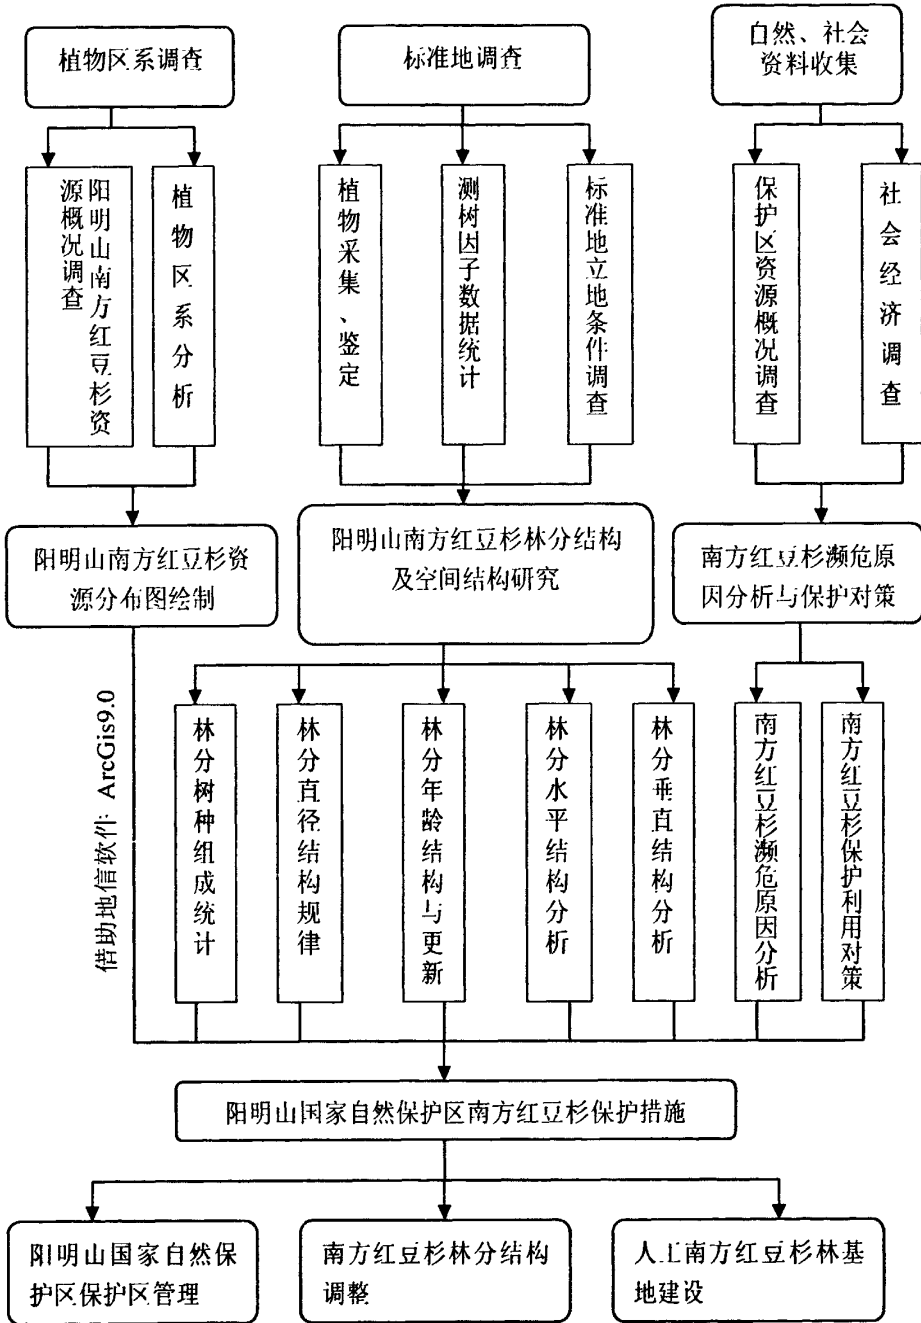 植物区系调查
标准地调查
自然、社会
资料收集
阳明山南方红豆杉资
源概况调查
植物区系分析
植物采集、鉴定
测树因子数据统计
标准地立地条件调查
保护区资源概况调查
社会经济调查
阳明山南方红豆杉资
源分布图绘制
阳明山南方红豆杉林分结构
及空间结构研究
南方红豆杉濒危原
因分析与保护对策
借助地信软件: ArcGis9.0
林分树种组成统计
林分直径结构规律
林分年龄结构与更新
林分水平结构分析
林分垂直结构分析
南方红豆杉濒危原因分析
南方红豆杉保护利用对策
阳明山国家自然保护区南方红豆杉保护措施
阳明山国家自然保
护区保护区管理
南方红豆杉林分结构
调整
人工南方红豆杉林基
地建设